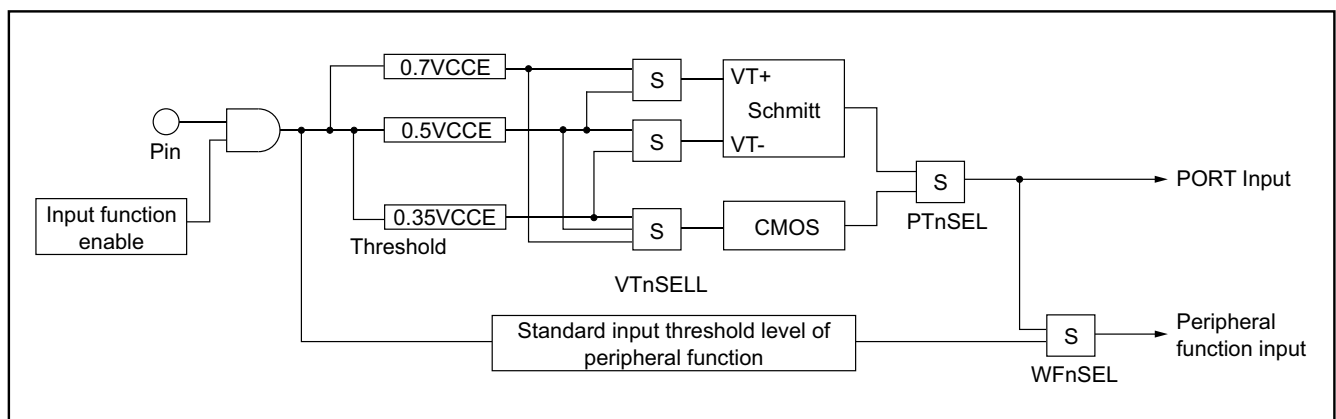 0.7VCCE
S
VT+
Schmitt
VT-
Pin
0.5VCCE
S
S
PORT Input
PTnSEL
Input function
enable
0.35VCCE
Threshold
S
CMOS
VTnSELL
Standard input threshold level of
peripheral function
S
WFnSEL
Peripheral
function input